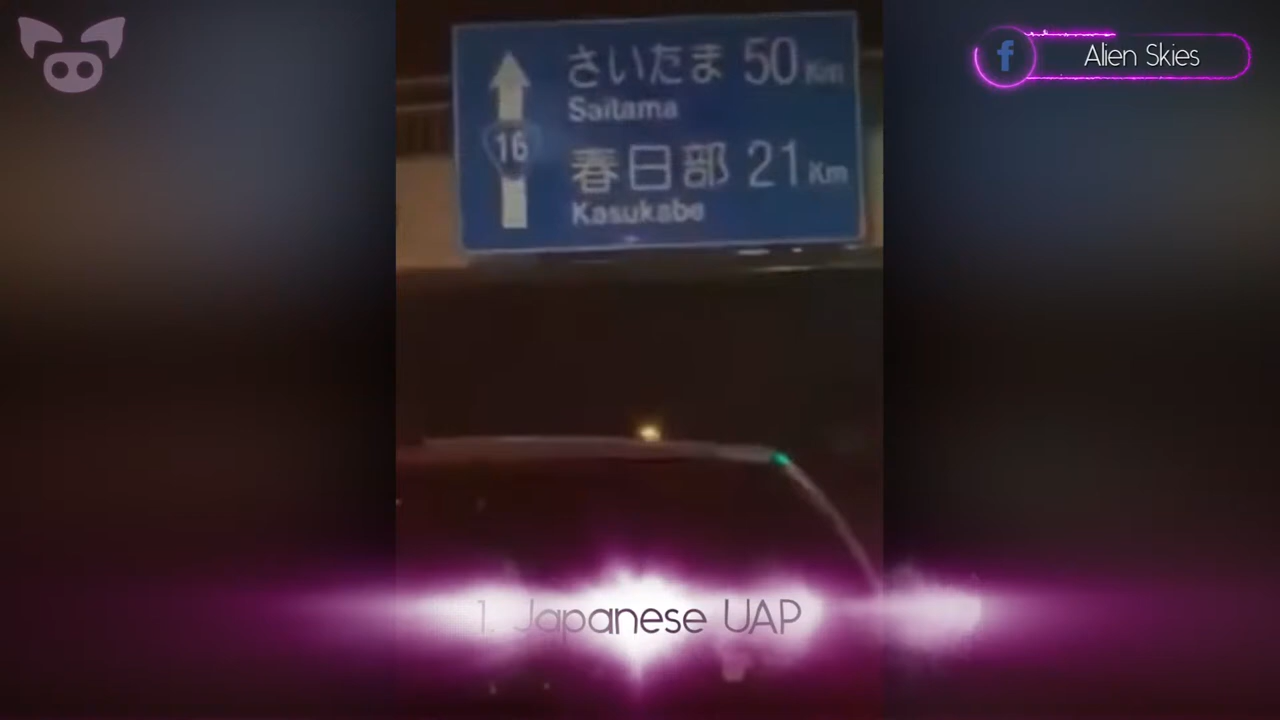 さいたま 50 Km
Saitama
16
春日部 21 Km
Kasukabe
f Alien Skies
1. Japanese UAP